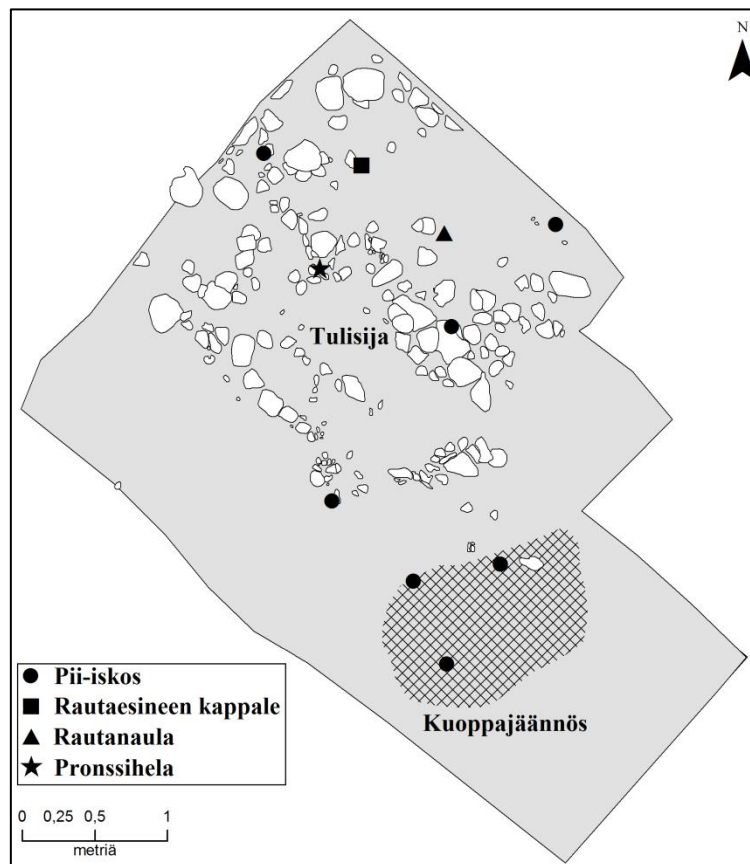 N
Tulisija
Kuoppajäännös
Pii-iskos
Rautaesineen kappale
Rautanaula
Pronssihela
0 0,25 0,5 1
metriä